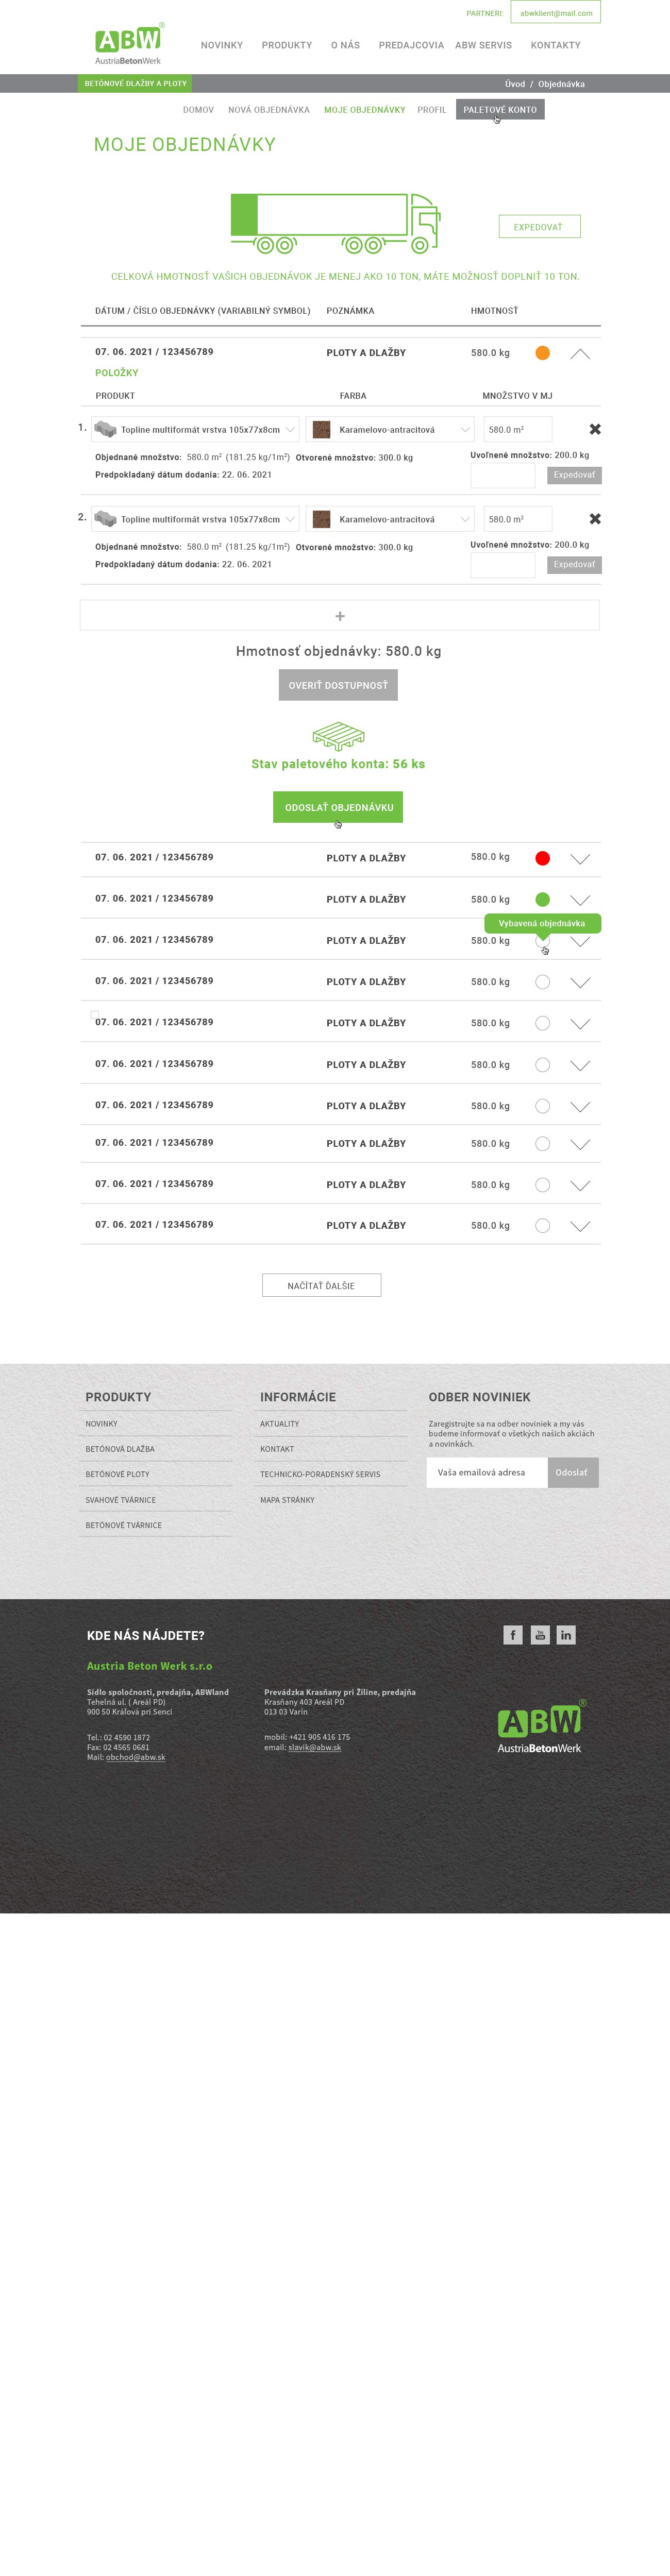 PARTNERI:
abwklient@mail.com
ABW®
AustriaBetonWerk
NOVINKY PRODUKTY O NÁS PREDAJCOVIA ABW SERVIS KONTAKTY
BETÓNOVÉ DLAŽBY A PLOTY
Úvod / Objednávka
DOMOV NOVÁ OBJEDNÁVKA MOJE OBJEDNÁVKY PROFIL PALETOVÉ KONTO
MOJE OBJEDNÁVKY
EXPEDOVAŤ
CELKOVÁ HMOTNOSŤ VAŠICH OBJEDNÁVOK JE MENEJ AKO 10 TON, MÁTE MOŽNOSŤ DOPLNIŤ 10 TON.
DÁTUM / ČÍSLO OBJEDNÁVKY (VARIABILNÝ SYMBOL) POZNÁMKA HMOTNOSŤ
07. 06. 2021 / 123456789 PLOTY A DLAŽBY 580.0 kg
POLOŽKY
PRODUKT FARBA MNOŽSTVO V MJ
1. Topline multiformát vrstva 105x77x8cm Karamelovo-antracitová 580.0 m²
Objednané množstvo: 580.0 m² (181.25 kg/1m²) Otvorené množstvo: 300.0 kg Uvoľnené množstvo: 200.0 kg
Predpokladaný dátum dodania: 22. 06. 2021 Expedovať
2. Topline multiformát vrstva 105x77x8cm Karamelovo-antracitová 580.0 m²
Objednané množstvo: 580.0 m² (181.25 kg/1m²) Otvorené množstvo: 300.0 kg Uvoľnené množstvo: 200.0 kg
Predpokladaný dátum dodania: 22. 06. 2021 Expedovať
+
Hmotnosť objednávky: 580.0 kg
OVERIŤ DOSTUPNOSŤ
Stav paletového konta: 56 ks
ODOSLAŤ OBJEDNÁVKU
07. 06. 2021 / 123456789 PLOTY A DLAŽBY 580.0 kg
07. 06. 2021 / 123456789 PLOTY A DLAŽBY 580.0 kg
Vybavená objednávka
07. 06. 2021 / 123456789 PLOTY A DLAŽBY 580.0 kg
07. 06. 2021 / 123456789 PLOTY A DLAŽBY 580.0 kg
07. 06. 2021 / 123456789 PLOTY A DLAŽBY 580.0 kg
07. 06. 2021 / 123456789 PLOTY A DLAŽBY 580.0 kg
07. 06. 2021 / 123456789 PLOTY A DLAŽBY 580.0 kg
07. 06. 2021 / 123456789 PLOTY A DLAŽBY 580.0 kg
07. 06. 2021 / 123456789 PLOTY A DLAŽBY 580.0 kg
07. 06. 2021 / 123456789 PLOTY A DLAŽBY 580.0 kg
NAČÍTAŤ ĎALŠIE
PRODUKTY
NOVINKY
BETÓNOVÁ DLAŽBA
BETÓNOVÉ PLOTY
SVAHOVÉ TVÁRNICE
BETÓNOVÉ TVÁRNICE
INFORMÁCIE
AKTUALITY
KONTAKT
TECHNICKO-PORADENSKÝ SERVIS
MAPA STRÁNKY
ODBER NOVINIEK
Zaregistrujte sa na odber noviniek a my vás
budeme informovať o všetkých našich akciách
a novinkách.
Vaša emailová adresa Odoslať
KDE NÁS NÁJDETE?
f You Tube in
Austria Beton Werk s.r.o
Sídlo spoločnosti, predajňa, ABWland
Tehelná ul. ( Areál PD)
900 50 Kráľová pri Senci
Tel.: 02 4590 1872
Fax: 02 4565 0681
Mail: obchod@abw.sk
Prevádzka Krasňany pri Žiline, predajňa
Krasňany 403 Areál PD
013 03 Varín
mobil: +421 905 416 175
email: slavik@abw.sk
ABW®
AustriaBetonWerk